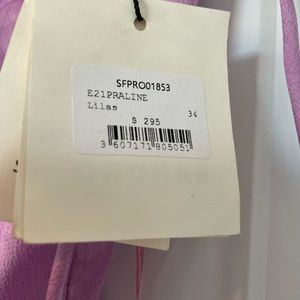 SFPRO01853
E21PRALINE
Lilas 34
$ 295
3 607171 805051